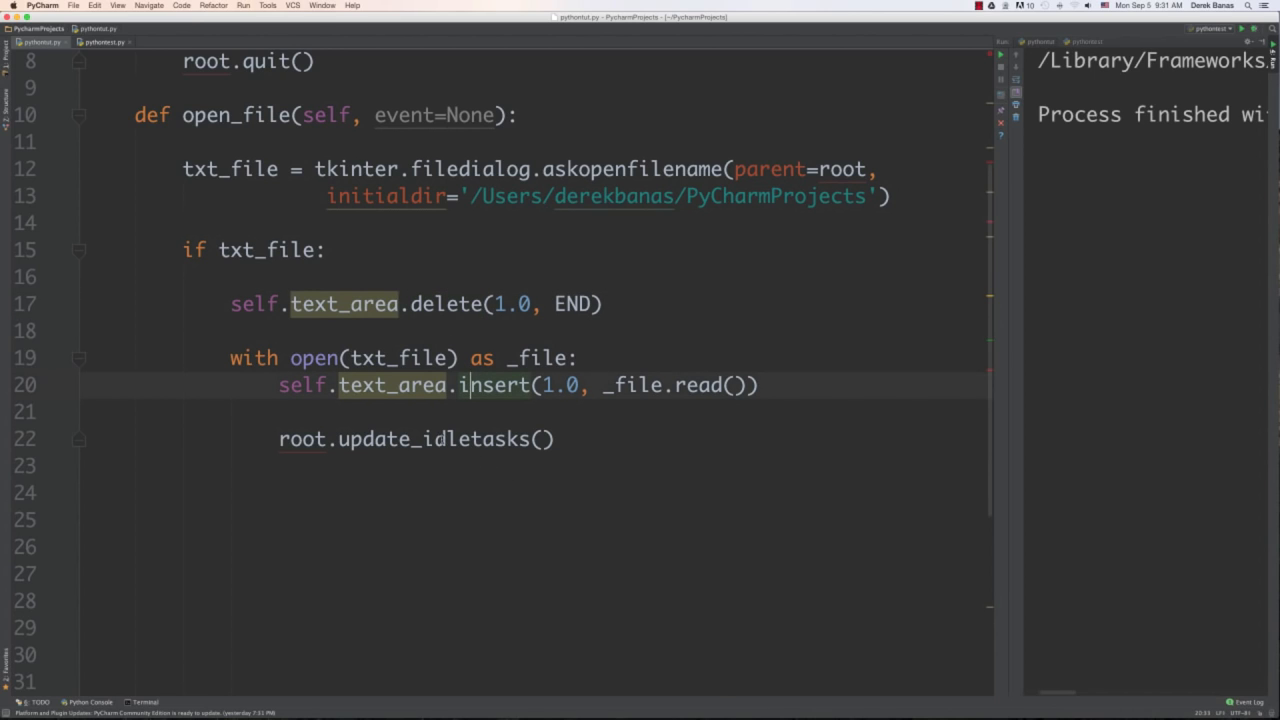 PyCharm File Edit View Navigate Code Refactor Run Tools VCS Window Help 10 Mon Sep 5 9:31 AM Derek Banas
pythontut.py - PycharmProjects - [~/PycharmProjects]
PycharmProjects pythontut.py pythontest
pythontut.py pythontest.py Run: pythontut pythontest
8 root.quit() /Library/Frameworks
9
10 def open_file(self, event=None): Process finished wi
11
12 txt_file = tkinter.filedialog.askopenfilename(parent=root,
13 initialdir='/Users/derekbanas/PyCharmProjects')
14
15 if txt_file:
16
17 self.text_area.delete(1.0, END)
18
19 with open(txt_file) as _file:
20 self.text_area.insert(1.0, _file.read())
21
22 root.update_idletasks()
23
24
25
26
27
28
29
30
31
1: Project
7: Structure
2: Favorites
4: Run
6: TODO Python Console Terminal Event Log
Platform and Plugin Updates: PyCharm Community Edition is ready to update. (yesterday 7:51 PM) 20:33 LF÷ UTF-8÷